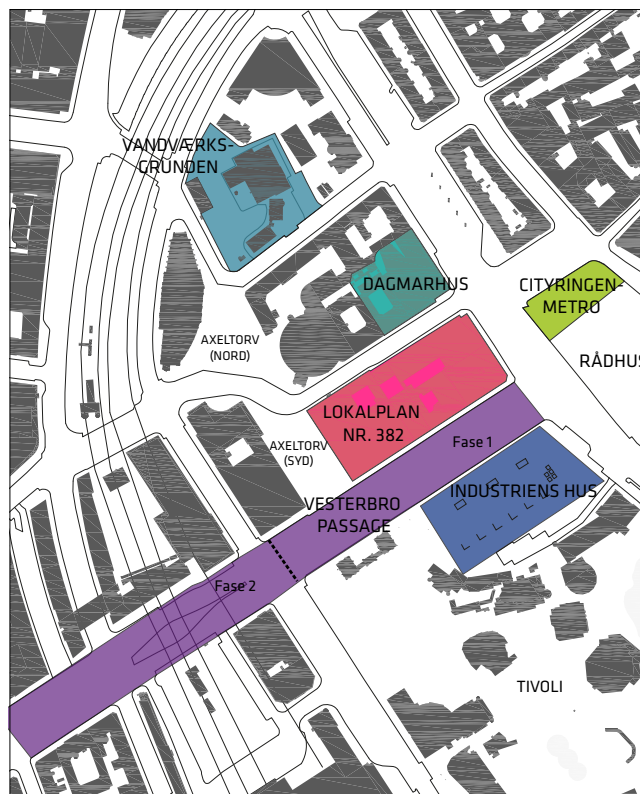 VANDVÆRKS-
GRUNDEN
DAGMARHUS
CITYRINGEN-
METRO
AXELTORV
(NORD)
RÅDHUS
LOKALPLAN
NR. 382
AXELTORV
(SYD)
Fase 1
INDUSTRIENS HUS
VESTERBRO
PASSAGE
Fase 2
TIVOLI